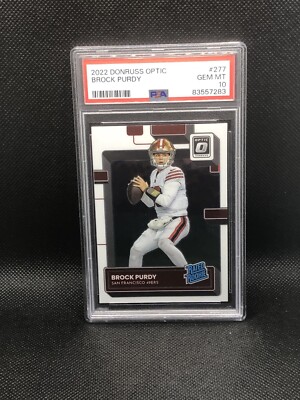 2022 DONRUSS OPTIC #277
BROCK PURDY GEM MT
10
PSA 83557283
OPTIC
BROCK PURDY
SAN FRANCISCO 49ERS
RATED
ROOKIE